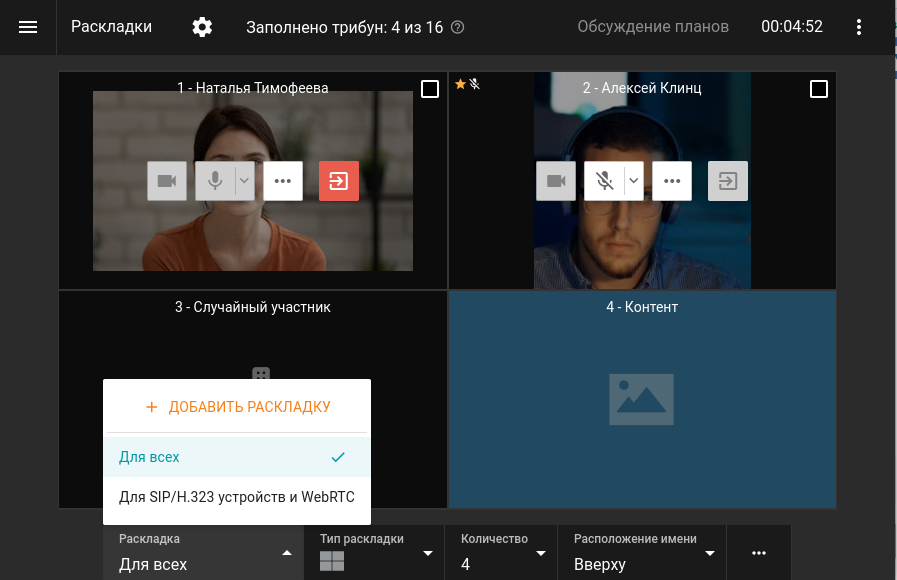 Раскладки
Заполнено трибун: 4 из 16
Обсуждение планов
00:04:52
1 - Наталья Тимофеева
2 - Алексей Клинц
3 - Случайный участник
4 - Контент
+ ДОБАВИТЬ РАСКЛАДКУ
Для всех
Для SIP/H.323 устройств и WebRTC
Раскладка
Для всех
Тип раскладки
Количество
4
Расположение имени
Вверху